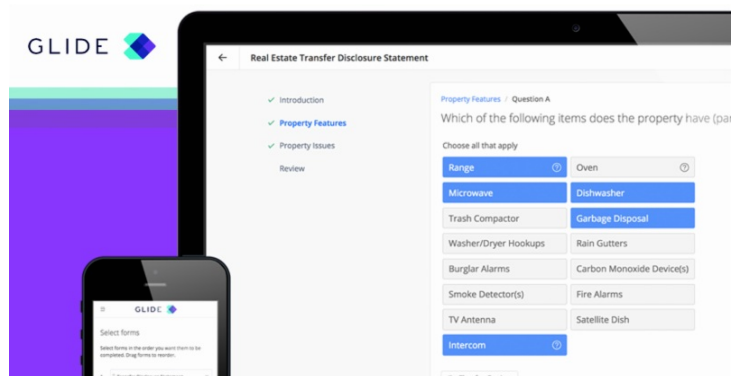 GLIDE
Real Estate Transfer Disclosure Statement
Introduction
Property Features
Property Issues
Review
Property Features / Question A
Which of the following items does the property have (par
Choose all that apply
Range
Oven
Microwave
Dishwasher
Trash Compactor
Garbage Disposal
Washer/Dryer Hookups
Rain Gutters
Burglar Alarms
Carbon Monoxide Device(s)
Smoke Detector(s)
Fire Alarms
TV Antenna
Satellite Dish
Intercom
GLIDE
Select forms
Select forms in the order you want them to be
completed. Drag forms to reorder.